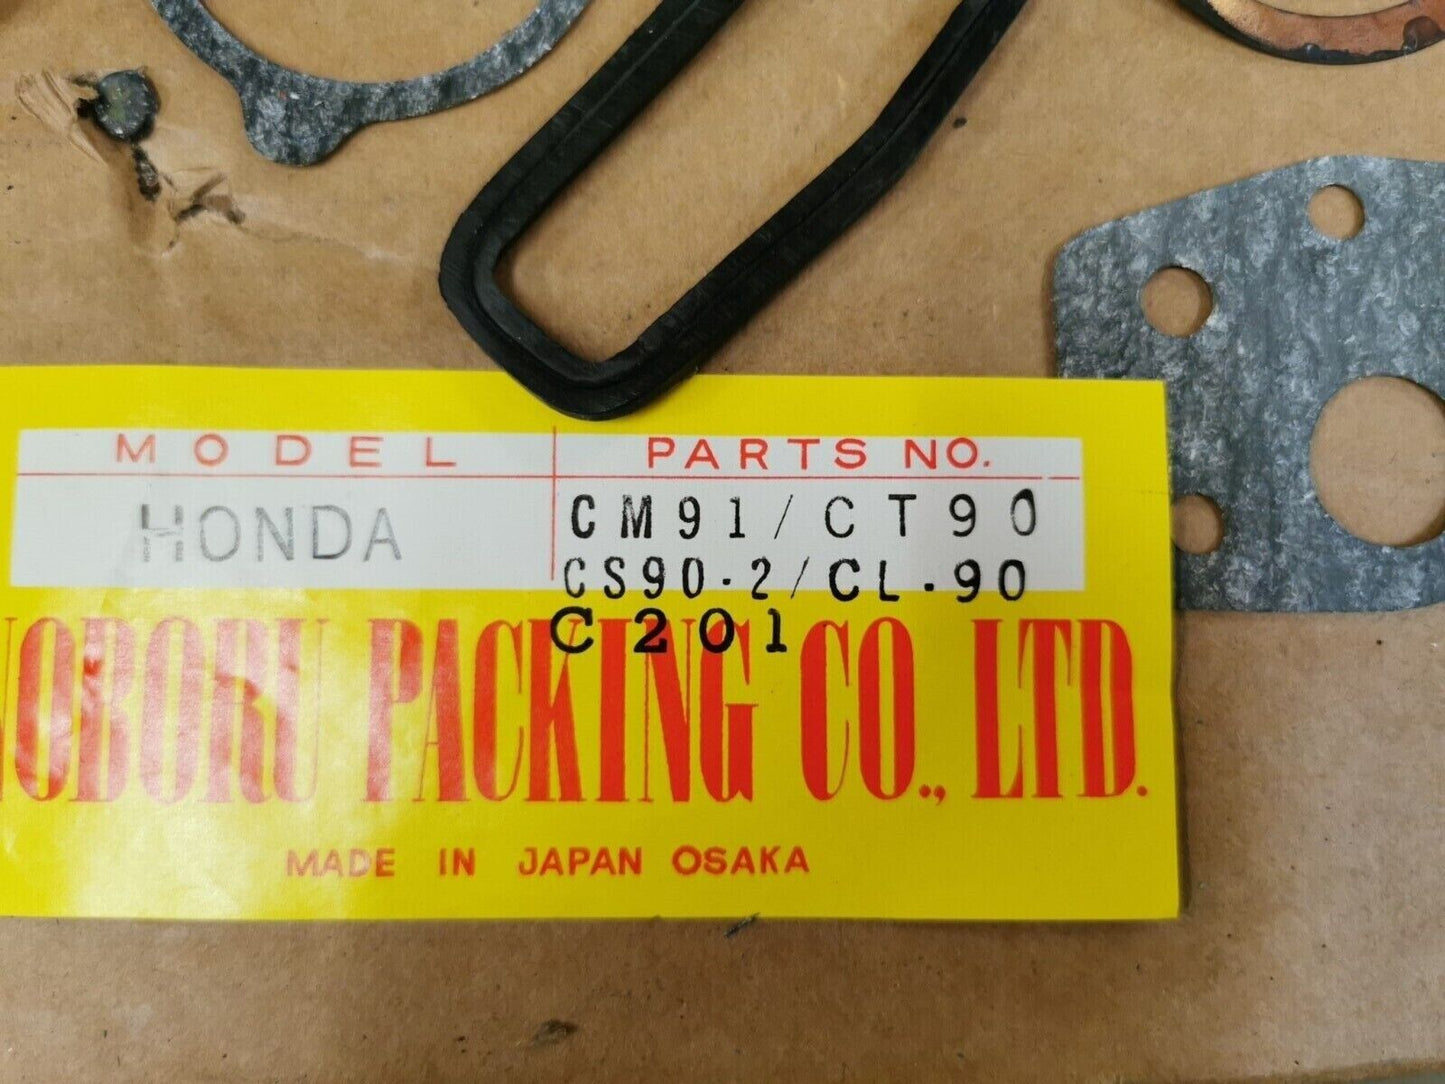 MODEL PARTS NO.
HONDA CM91/CT90
CS90-2/CL-90
C201
NOBORU PACKING CO., LTD.
MADE IN JAPAN OSAKA